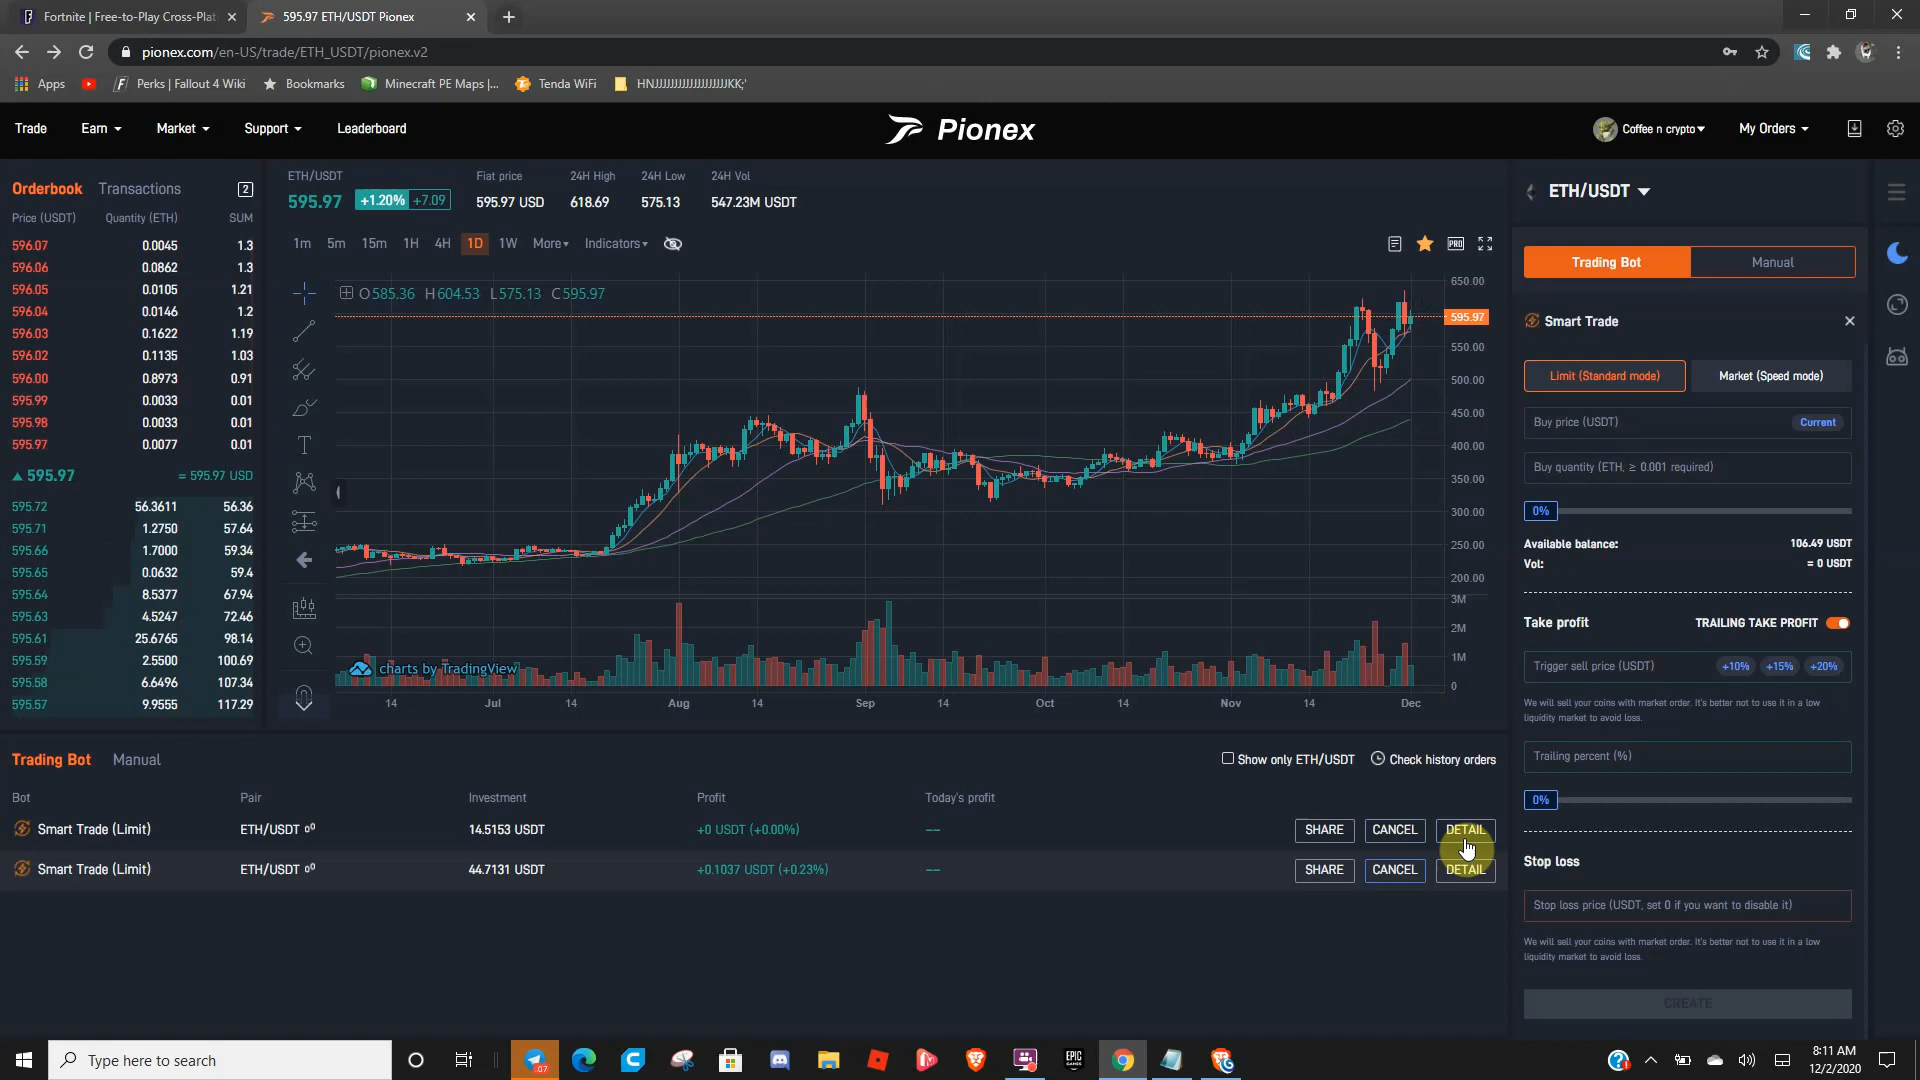 Fortnite | Free-to-Play Cross-Plat
595.97 ETH/USDT Pionex
pionex.com/en-US/trade/ETH_USDT/pionex.v2
Apps
Perks | Fallout 4 Wiki
Bookmarks
Minecraft PE Maps |...
Tenda WiFi
Trade
Earn
Market
Support
Leaderboard
Pionex
Coffee n crypto
My Orders
Orderbook Transactions 2
Price (USDT) Quantity (ETH) SUM
596.07 0.0045 1.3
596.06 0.0862 1.3
596.05 0.0105 1.21
596.04 0.0146 1.2
596.03 0.1622 1.19
596.02 0.1135 1.03
596.00 0.8973 0.91
595.99 0.0033 0.01
595.98 0.0033 0.01
595.97 0.0077 0.01
595.97 = 595.97 USD
595.72 56.3611 56.36
595.71 1.2750 57.64
595.66 1.7000 59.34
595.65 0.0632 59.4
595.64 8.5377 67.94
595.63 4.5247 72.46
595.61 25.6765 98.14
595.59 2.5500 100.69
595.58 6.6496 107.34
595.57 9.9555 117.29
ETH/USDT Fiat price 24H High 24H Low 24H Vol
595.97 +1.20% +7.09 595.97 USD 618.69 575.13 547.23M USDT
1m 5m 15m 1H 4H 1D 1W More Indicators PRO
O585.36 H604.53 L575.13 C595.97
650.00
595.97
550.00
500.00
450.00
400.00
350.00
300.00
250.00
200.00
3M
2M
1M
0
charts by TradingView
14 Jul 14 Aug 14 Sep 14 Oct 14 Nov 14 Dec
ETH/USDT
Trading Bot Manual
Smart Trade
Limit (Standard mode) Market (Speed mode)
Buy price (USDT) Current
Buy quantity (ETH, ≥ 0.001 required)
0%
Available balance: 106.49 USDT
Vol: = 0 USDT
Take profit TRAILING TAKE PROFIT
Trigger sell price (USDT) +10% +15% +20%
We will sell your coins with market order. It's better not to use it in a low
liquidity market to avoid loss.
Trailing percent (%)
0%
Stop loss
Stop loss price (USDT, set 0 if you want to disable it)
We will sell your coins with market order. It's better not to use it in a low
liquidity market to avoid loss.
CREATE
Trading Bot Manual Show only ETH/USDT Check history orders
Bot Pair Investment Profit Today's profit
Smart Trade (Limit) ETH/USDT 14.5153 USDT +0 USDT (+0.00%) -- SHARE CANCEL DETAIL
Smart Trade (Limit) ETH/USDT 44.7131 USDT +0.1037 USDT (+0.23%) -- SHARE CANCEL DETAIL
Type here to search
EPIC
GAMES
8:11 AM
12/2/2020